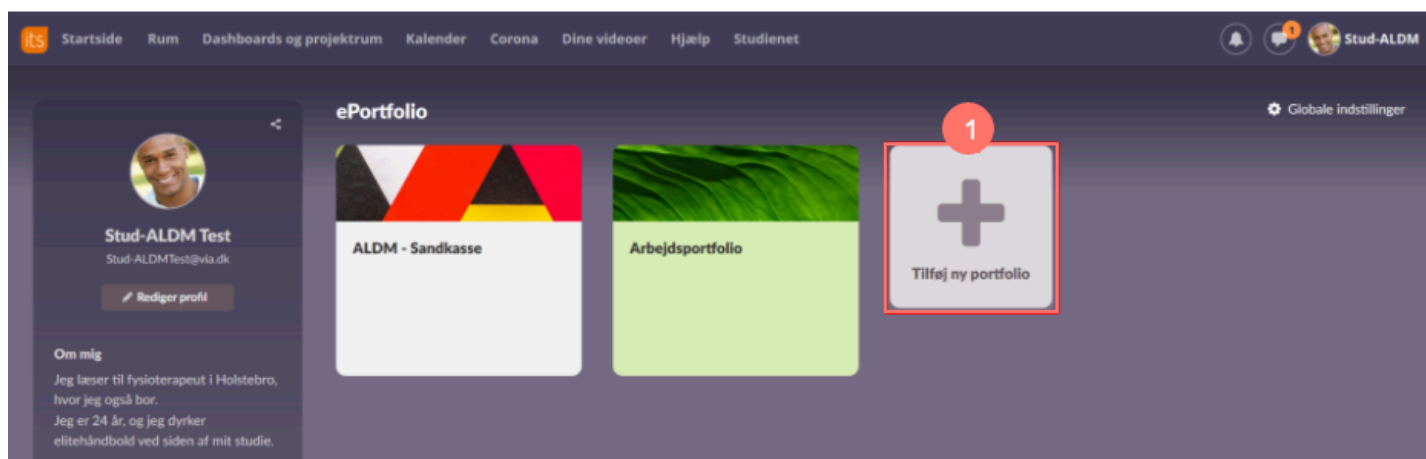 its Startside Rum Dashboards og projektrum Kalender Corona Dine videoer Hjælp Studienet 1 Stud-ALDM
ePortfolio
Globale indstillinger
1
Stud-ALDM Test
Stud-ALDMTest@via.dk
Rediger profil
Om mig
Jeg læser til fysioterapeut i Holstebro,
hvor jeg også bor.
Jeg er 24 år, og jeg dyrker
elitehåndbold ved siden af mit studie.
ALDM - Sandkasse
Arbejdsportfolio
Tilføj ny portfolio